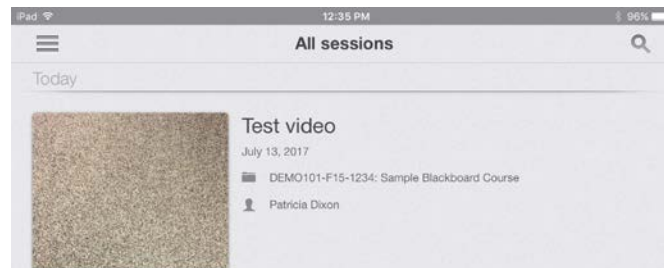 iPad 12:35 PM 96%
All sessions
Today
Test video
July 13, 2017
DEMO101-F15-1234: Sample Blackboard Course
Patricia Dixon